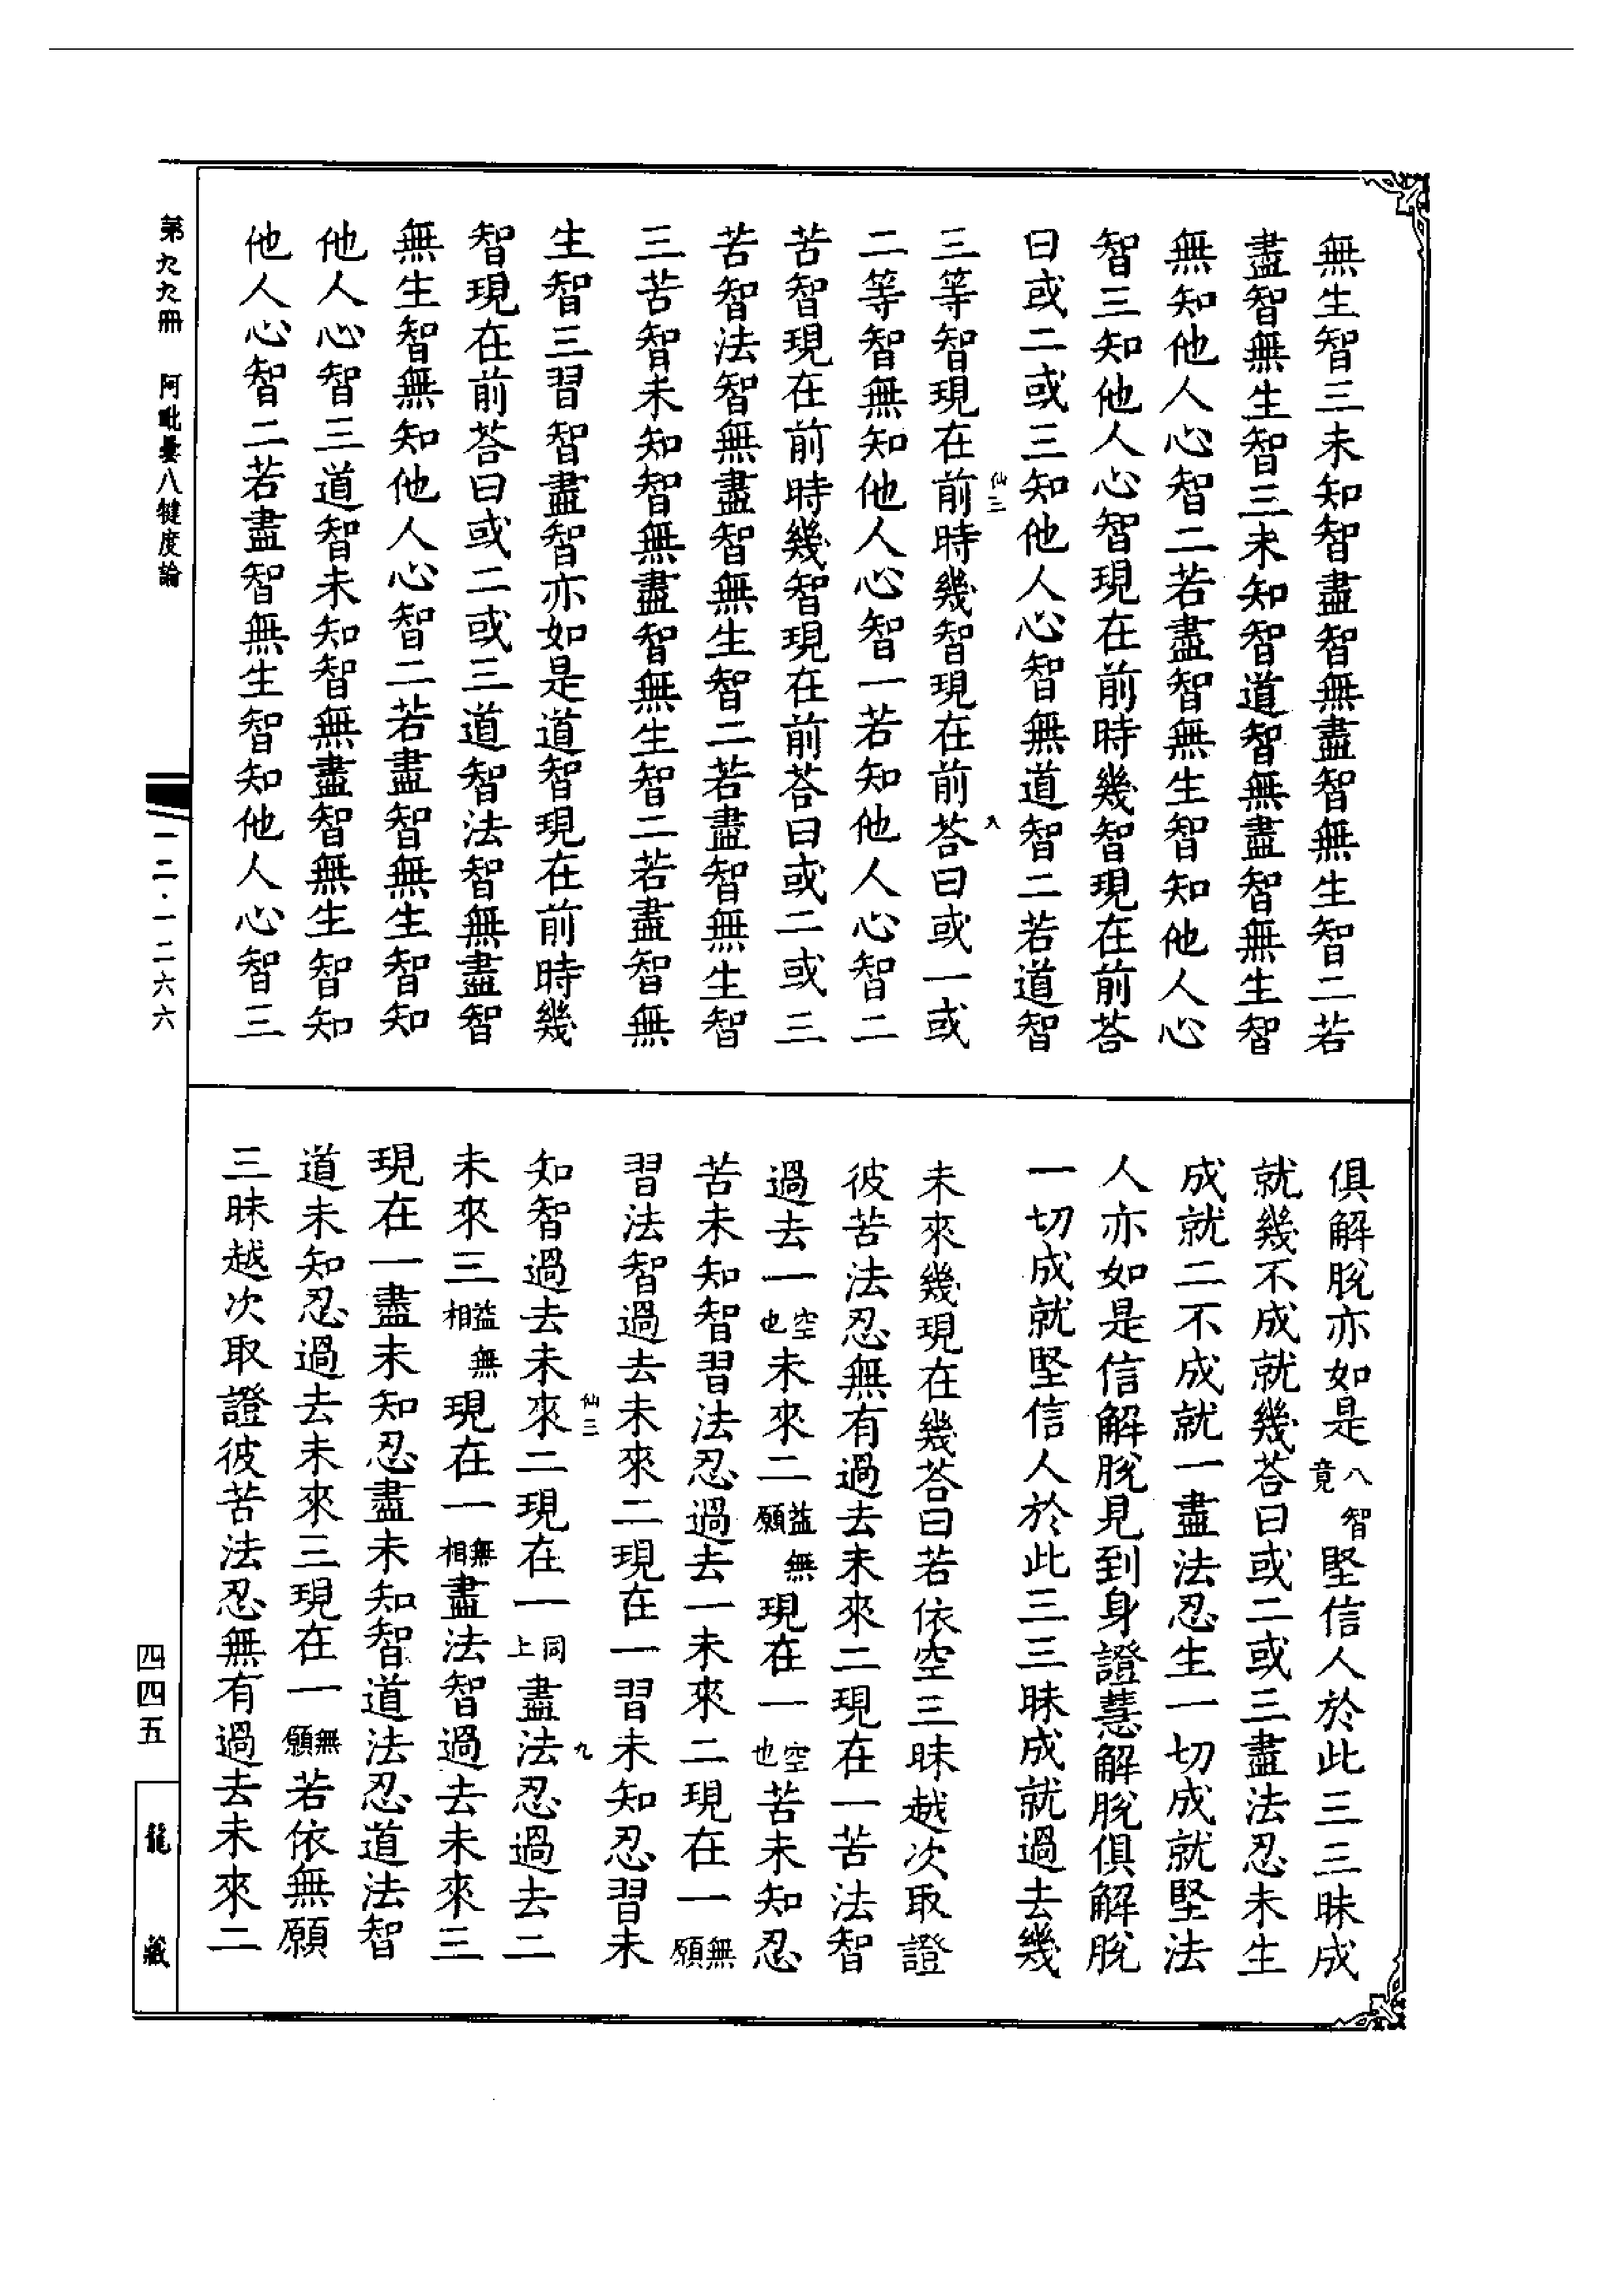 無生智三未知智盡智無盡智無生智二若
盡智無生智三未知智道智無盡智無生智
無知他人心智二若盡智無生智知他人心
智三知他人心智現在前時幾智現在前荅
曰或二或三知他人心智無道智二若道智
三等智現在前時幾智現在前荅曰或一或
仙三
八
二等智無知他人心智一若知他人心智二
苦智現在前時幾智現在前荅曰或二或三
苦智法智無盡智無生智二若盡智無生智
三苦智未知智無盡智無生智二若盡智無
生智三習智盡智亦如是道智現在前時幾
智現在前荅曰或二或三道智法智無盡智
無生智無知他人心智二若盡智無生智知
他人心智三道智未知智無盡智無生智知
他人心智二若盡智無生智知他人心智三
俱解脫亦如是八智竟堅信人於此三三昧成
就幾不成就幾荅曰或二或三盡法忍未生
成就二不成就一盡法忍生一切成就堅法
人亦如是信解脫見到身證慧解脫俱解脫
一切成就堅信人於此三三昧成就過去幾
未來幾現在幾荅曰若依空三昧越次取證
彼苦法忍無有過去未來二現在一苦法智
過去一空也未來二益無願現在一空也苦未知忍
苦未知智習法忍過去一未來二現在一無願
習法智過去未來二現在一習未知忍習未
仙三
九
知智過去未來二現在一同上盡法忍過去二
未來三益無相現在一無相盡法智過去未來三
現在一盡未知忍盡未知智道法忍道法智
道未知忍過去未來三現在一無願若依無願
三昧越次取證彼苦法忍無有過去未來二
第九九冊 阿毗曇八犍度論
一二·一二六六
四四五
龍藏